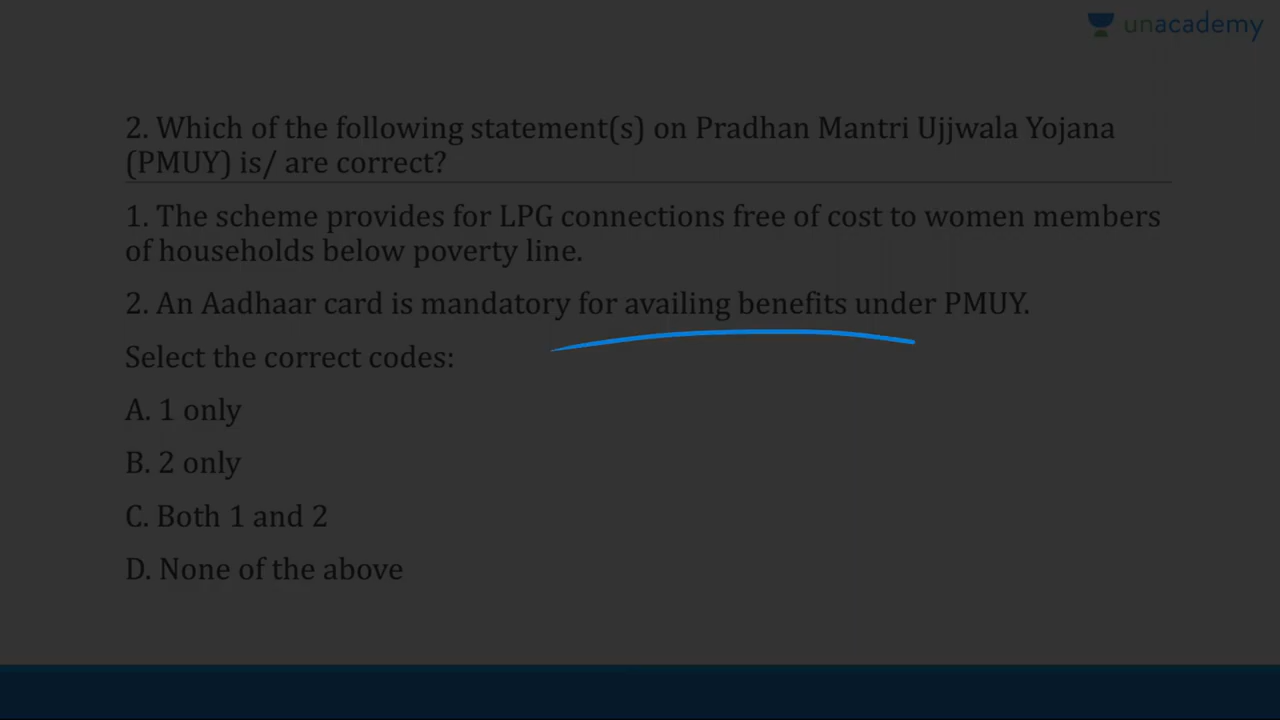 unacademy
2. Which of the following statement(s) on Pradhan Mantri Ujjwala Yojana
(PMUY) is/ are correct?
1. The scheme provides for LPG connections free of cost to women members
of households below poverty line.
2. An Aadhaar card is mandatory for availing benefits under PMUY.
Select the correct codes:
A. 1 only
B. 2 only
C. Both 1 and 2
D. None of the above